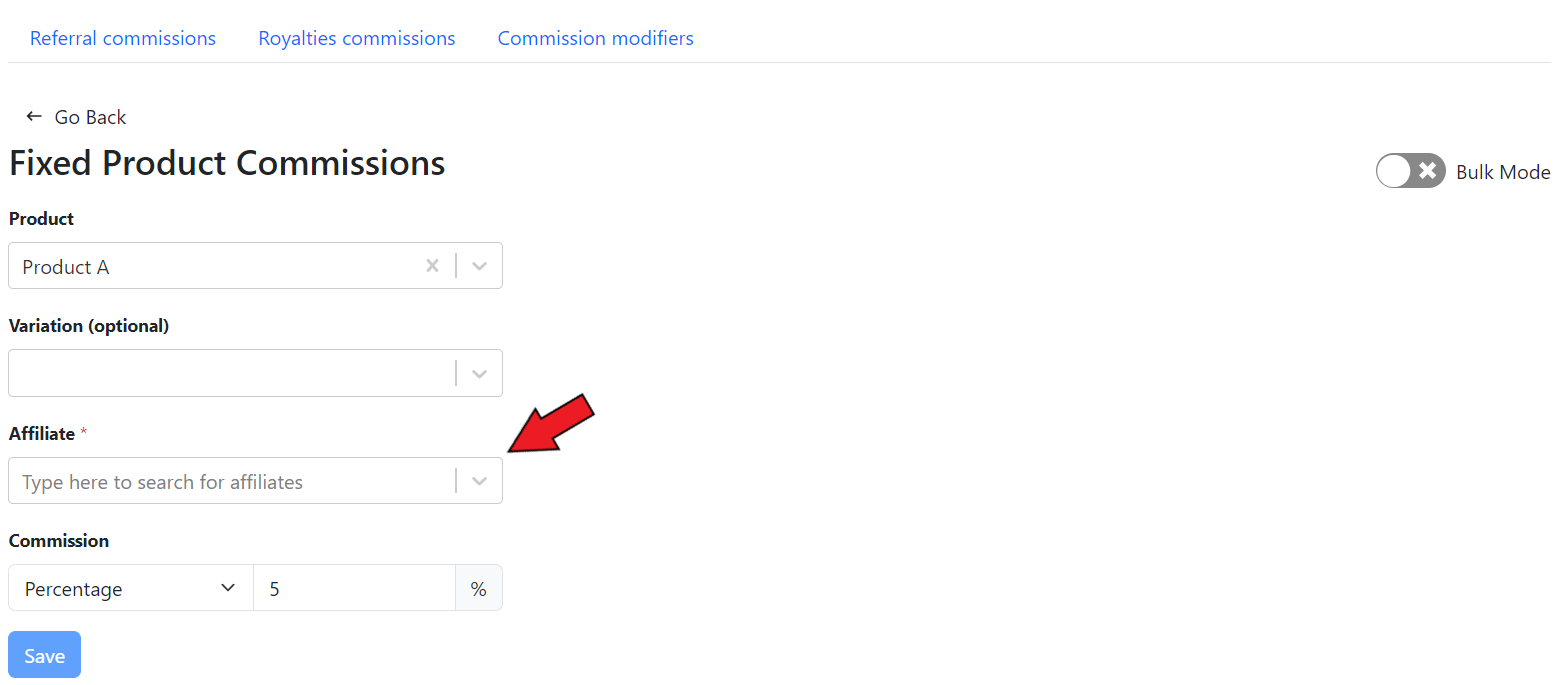 Referral commissions Royalties commissions Commission modifiers
← Go Back
Fixed Product Commissions
Bulk Mode
Product
Product A
Variation (optional)
Affiliate *
Type here to search for affiliates
Commission
Percentage 5 %
Save